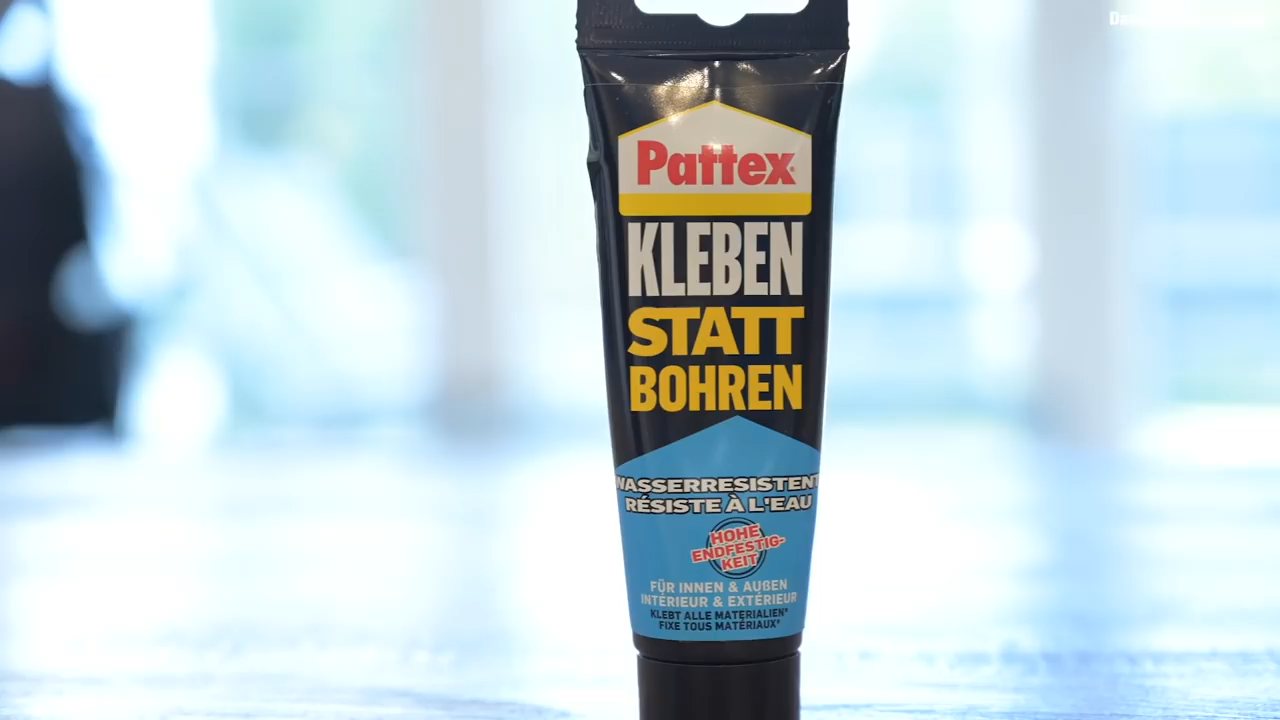 Pattex
KLEBEN
STATT
BOHREN
WASSERRESISTENT
RÉSISTE À L'EAU
HOHE
ENDFESTIG-
KEIT
FÜR INNEN & AUßEN
INTÉRIEUR & EXTÉRIEUR
KLEBT ALLE MATERIALIEN*
FIXE TOUS MATÉRIAUX*